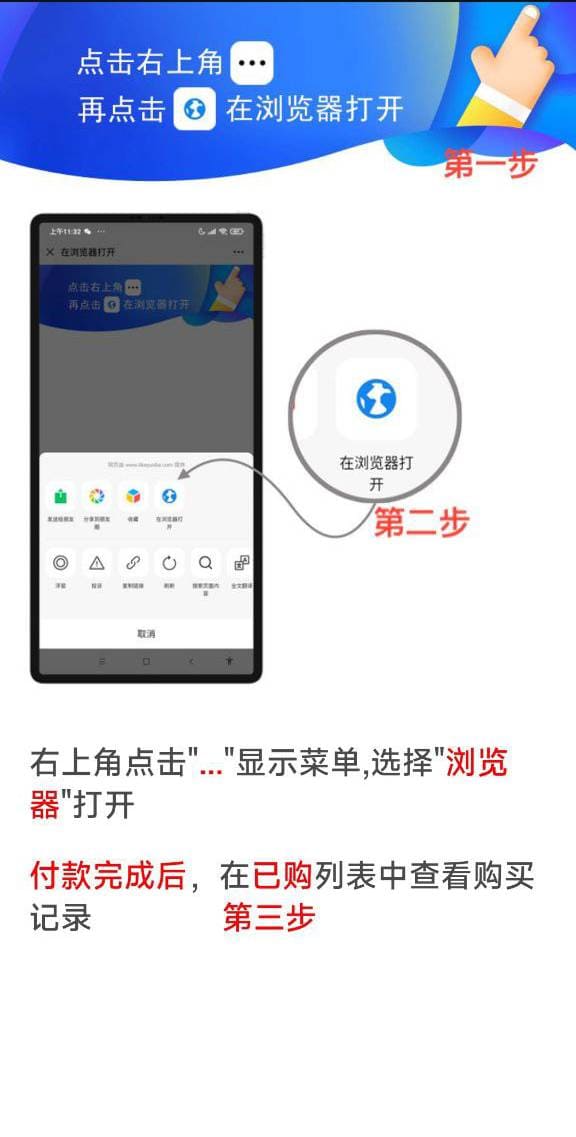 点击右上角
再点击 在浏览器打开
第一步
上午11:32
在浏览器打开
点击右上角
再点击 在浏览器打开
发送给朋友
分享到朋友
圈
收藏
在浏览器打
开
浮窗
投诉
复制链接
刷新
搜索页面内
容
全文翻译
取消
在浏览器打
开
第二步
右上角点击"..."显示菜单,选择"浏览
器"打开
付款完成后，在已购列表中查看购买
记录 第三步